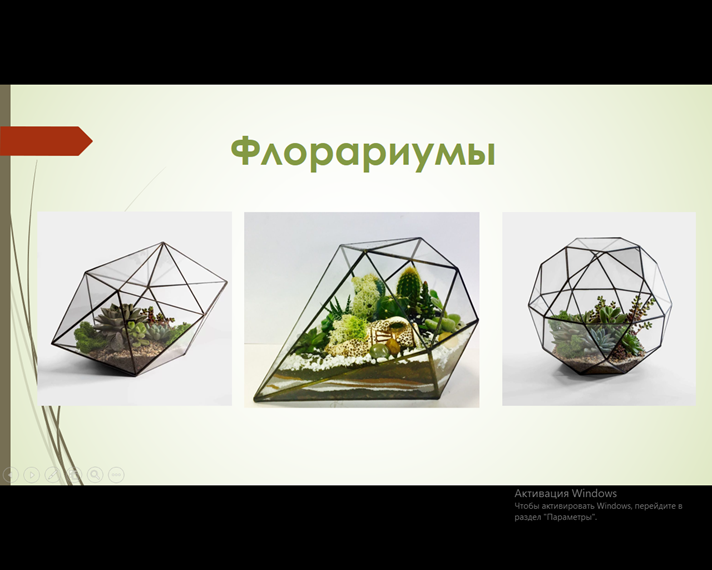 Флорариумы
Активация Windows
Чтобы активировать Windows, перейдите в
раздел "Параметры".